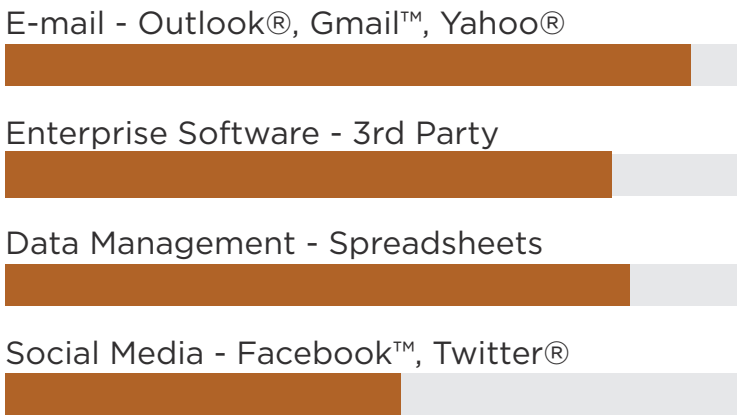 E-mail - Outlook®, Gmail™, Yahoo®
Enterprise Software - 3rd Party
Data Management - Spreadsheets
Social Media - Facebook™, Twitter®